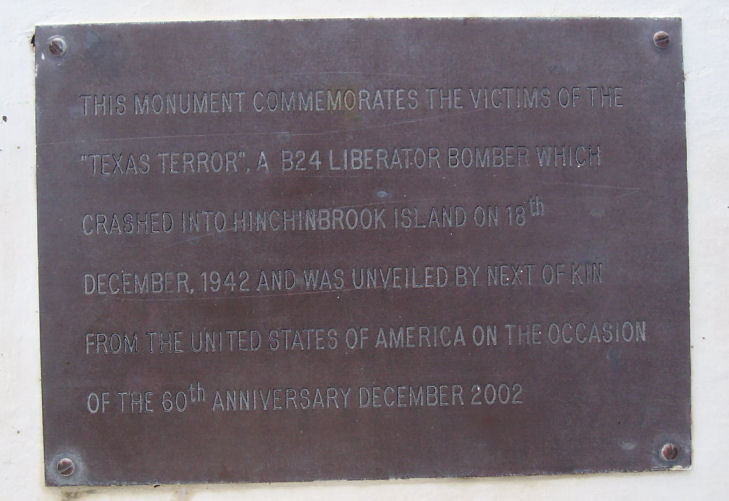 THIS MONUMENT COMMEMORATES THE VICTIMS OF THE
"TEXAS TERROR", A B24 LIBERATOR BOMBER WHICH
CRASHED INTO HINCHINBROOK ISLAND ON 18th
DECEMBER, 1942 AND WAS UNVEILED BY NEXT OF KIN
FROM THE UNITED STATES OF AMERICA ON THE OCCASION
OF THE 60th ANNIVERSARY DECEMBER 2002